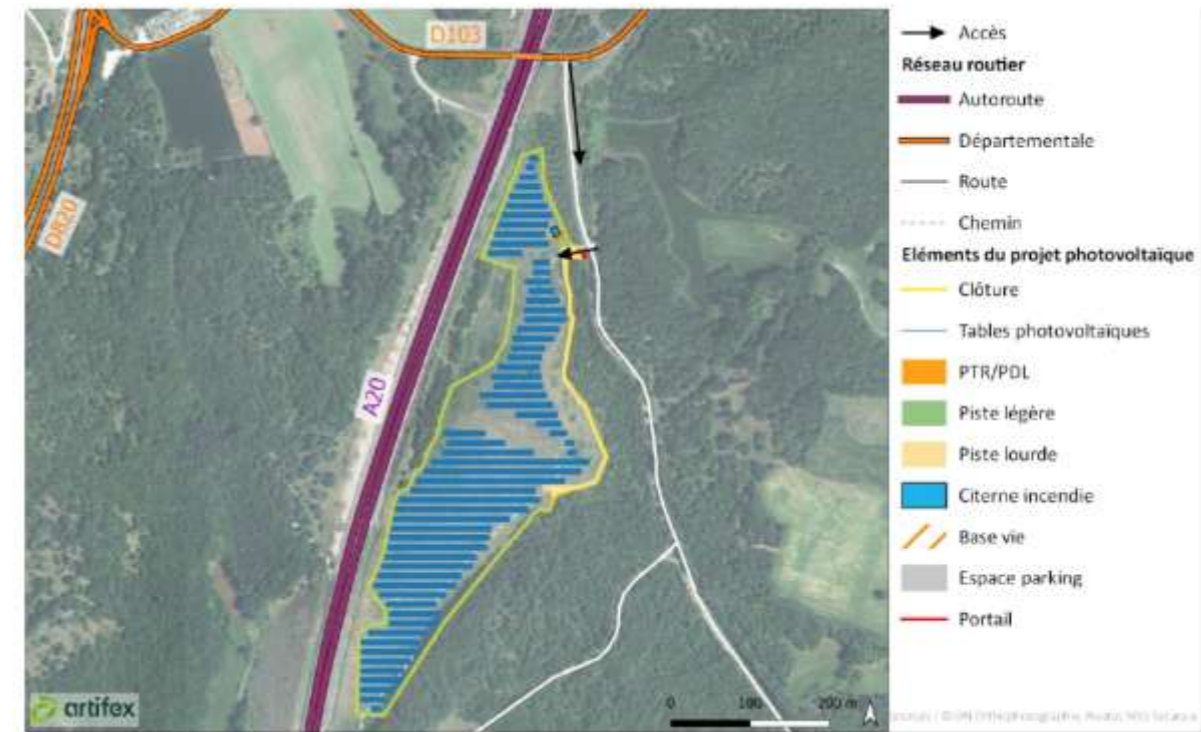 D103
D820
A20
artifex
0 100 200 m
Accès
Réseau routier
Autoroute
Départementale
Route
Chemin
Eléments du projet photovoltaïque
Clôture
Tables photovoltaïques
PTR/PDL
Piste légère
Piste lourde
Citerne incendie
Base vie
Espace parking
Portail